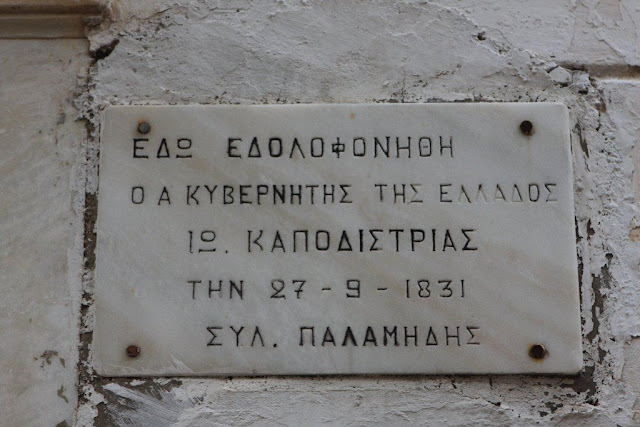 ΕΔΩ ΕΔΟΛΟΦΟΝΗΘΗ
Ο Α ΚΥΒΕΡΝΗΤΗΣ ΤΗΣ ΕΛΛΑΔΟΣ
ΙΩ. ΚΑΠΟΔΙΣΤΡΙΑΣ
ΤΗΝ 27 - 9 - 1831
ΣΥΛ. ΠΑΛΑΜΗΔΗΣ